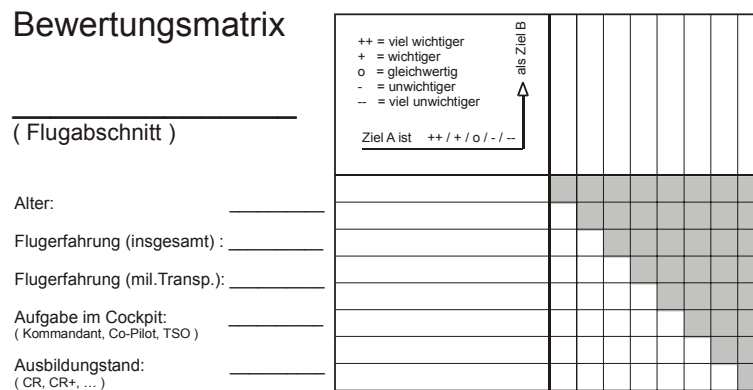 Bewertungsmatrix
( Flugabschnitt )
Alter:
Flugerfahrung (insgesamt) :
Flugerfahrung (mil.Transp.):
Aufgabe im Cockpit:
( Kommandant, Co-Pilot, TSO )
Ausbildungstand:
( CR, CR+, … )
++ = viel wichtiger
+ = wichtiger
o = gleichwertig
- = unwichtiger
-- = viel unwichtiger
Ziel A ist ++ / + / o / - / --
als Ziel B